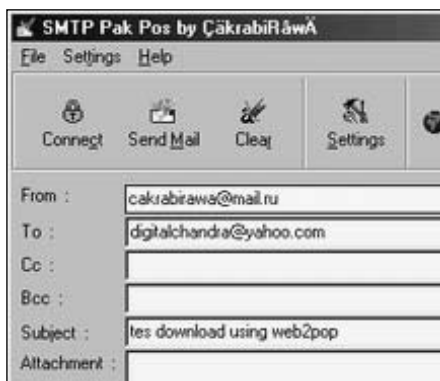 SMTP Pak Pos by ÇäkrabiRåwÄ
File Settings Help
Connect Send Mail Clear Settings
From : cakrabirawa@mail.ru
To : digitalchandra@yahoo.com
Cc :
Bcc :
Subject : tes download using web2pop
Attachment :